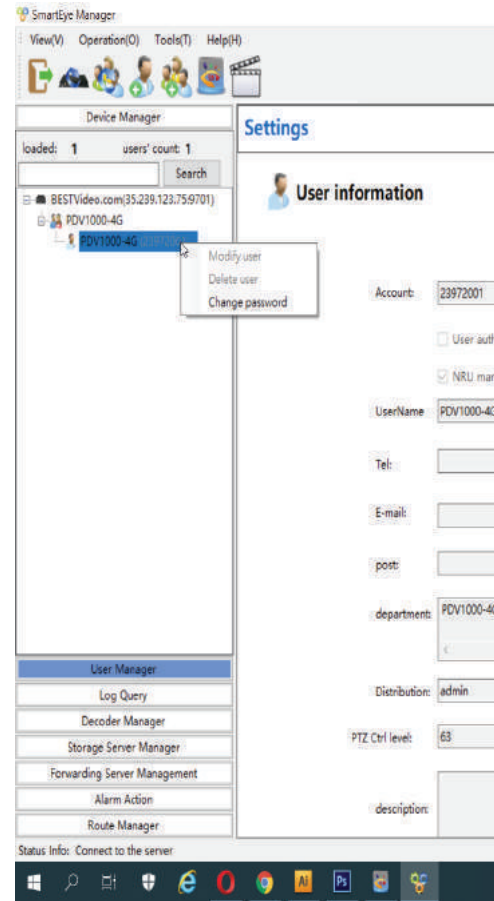 SmartEye Manager
View(V) Operation(O) Tools(T) Help(H)
Device Manager
loaded: 1 users' count: 1
Search
BESTVideo.com(35.239.123.75:9701)
PDV1000-4G
PDV1000-4G
Modify user
Delete user
Change password
User Manager
Log Query
Decoder Manager
Storage Server Manager
Forwarding Server Management
Alarm Action
Route Manager
Settings
User information
Account: 23972001
User auth
NRU man
UserName PDV1000-4G
Tel:
E-mail:
post:
department: PDV1000-4G
Distribution: admin
PTZ Ctrl level: 63
description:
Status Info: Connect to the server
Ai
Ps